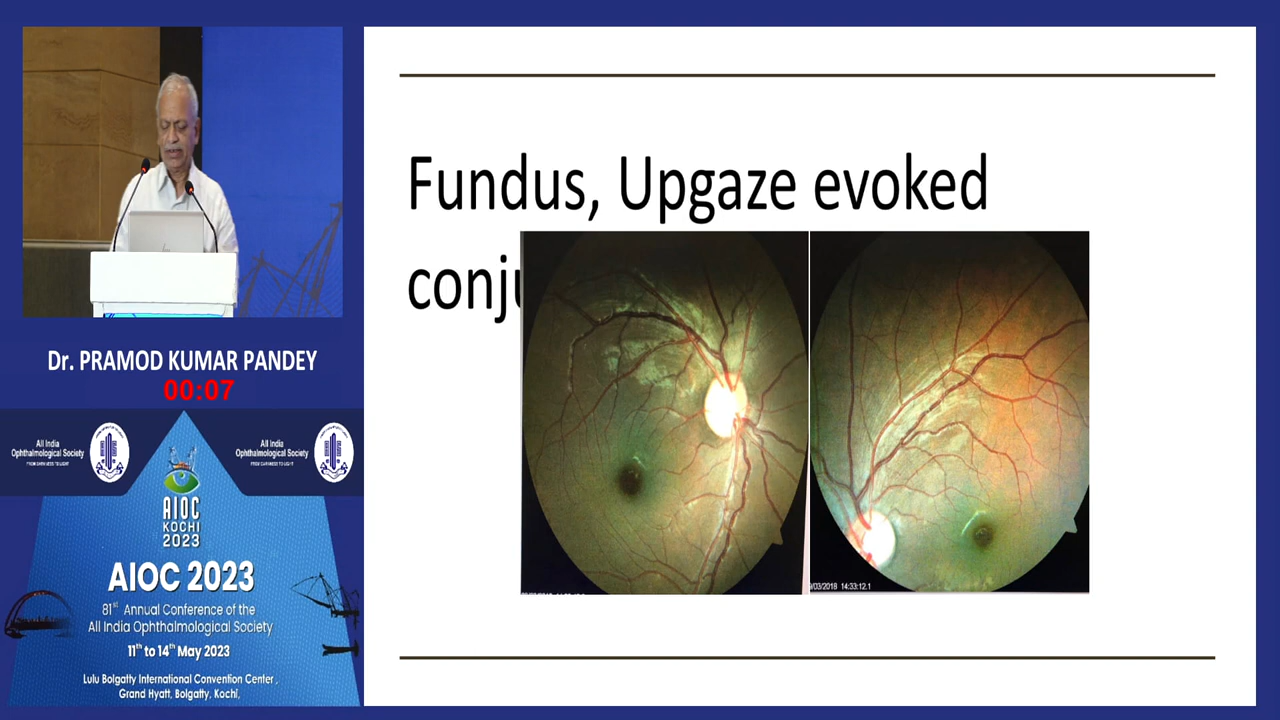 Fundus, Upgaze evoked
conju
/03/2018 14:33:12.1
Dr. PRAMOD KUMAR PANDEY
00:07
All India
Ophthalmological Society
All India
Ophthalmological Society
AIOC
KOCHI
2023
AIOC 2023
81st Annual Conference of the
All India Ophthalmological Society
11th to 14th May 2023
Lulu Bolgatty International Convention Center ,
Grand Hyatt, Bolgatty, Kochi,